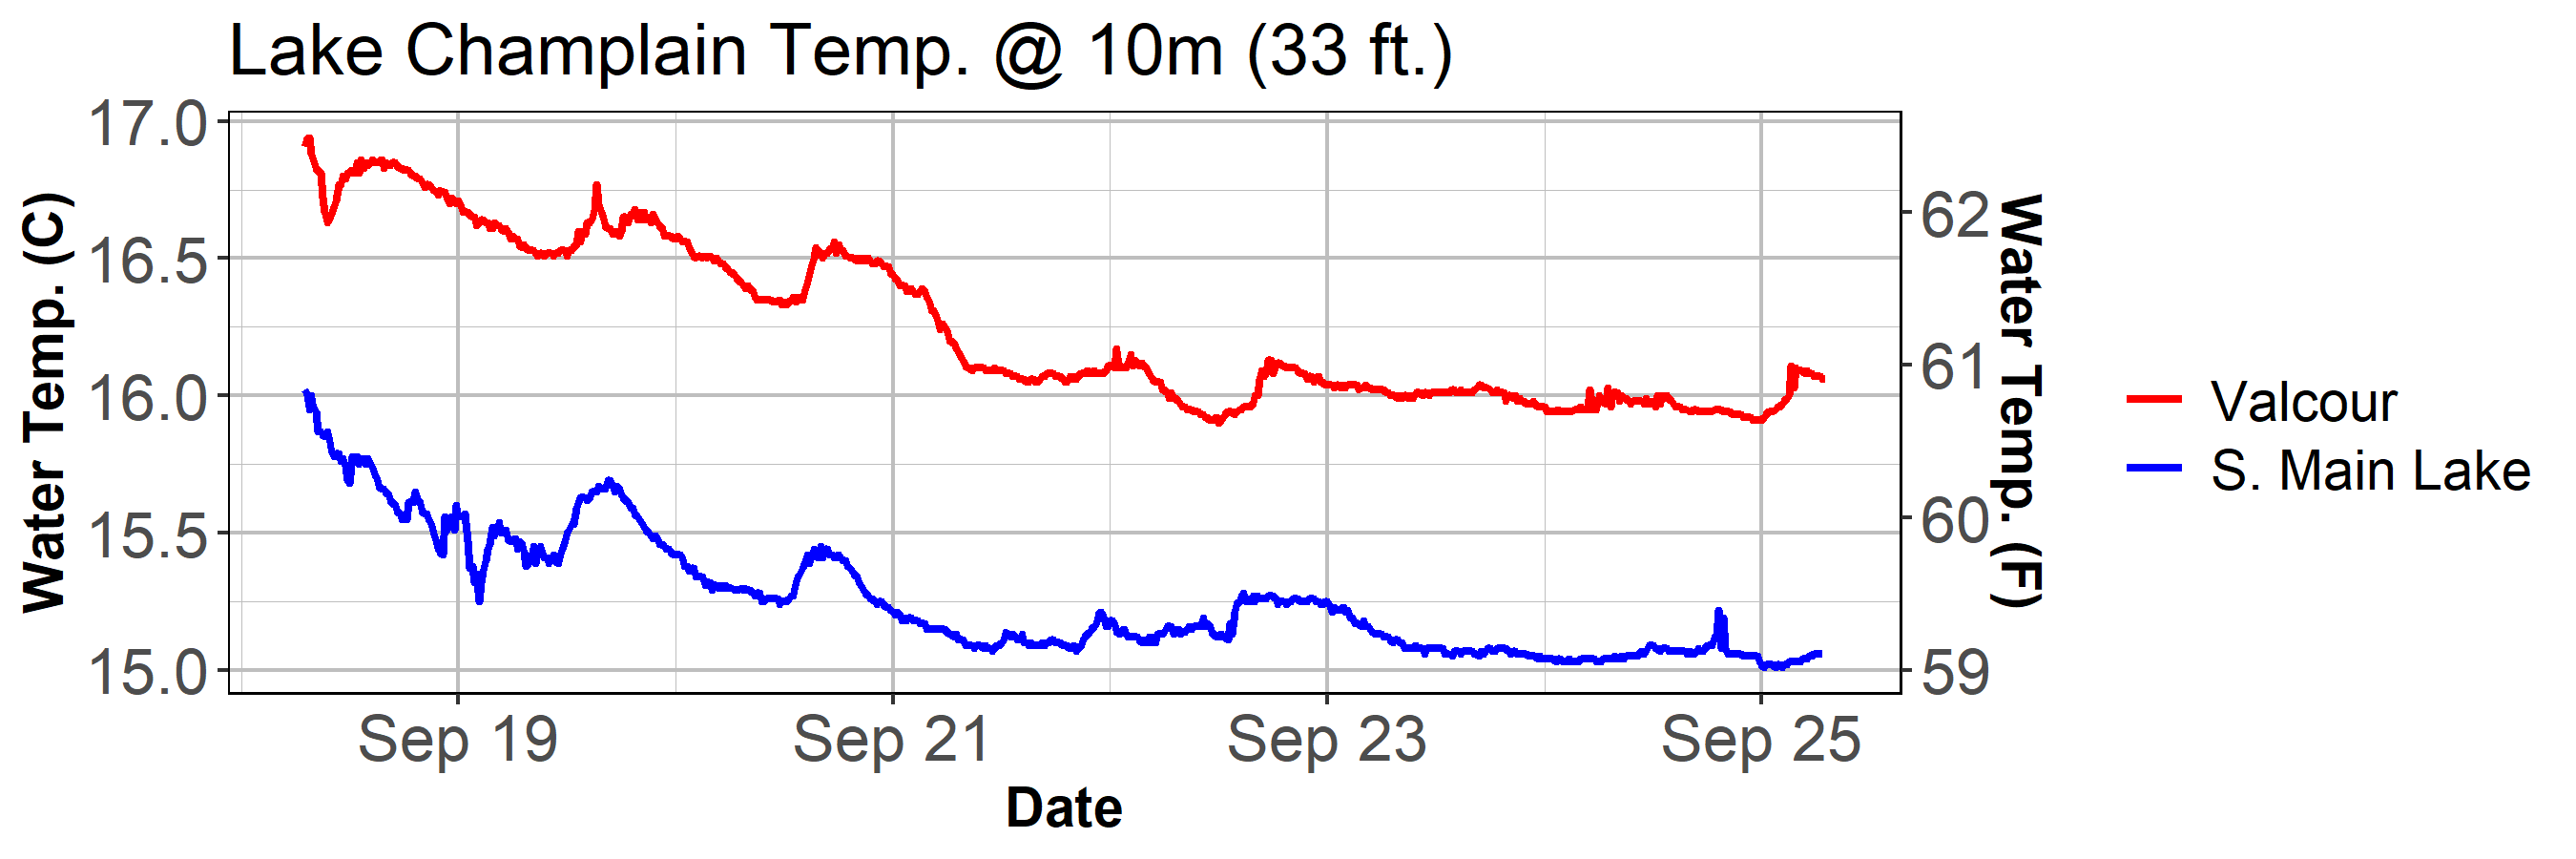 Lake Champlain Temp. @ 10m (33 ft.)
Water Temp. (C)
17.0
16.5
16.0
15.5
15.0
62
61
60
59
Water Temp. (F)
Sep 19
Sep 21
Sep 23
Sep 25
Date
Valcour
S. Main Lake